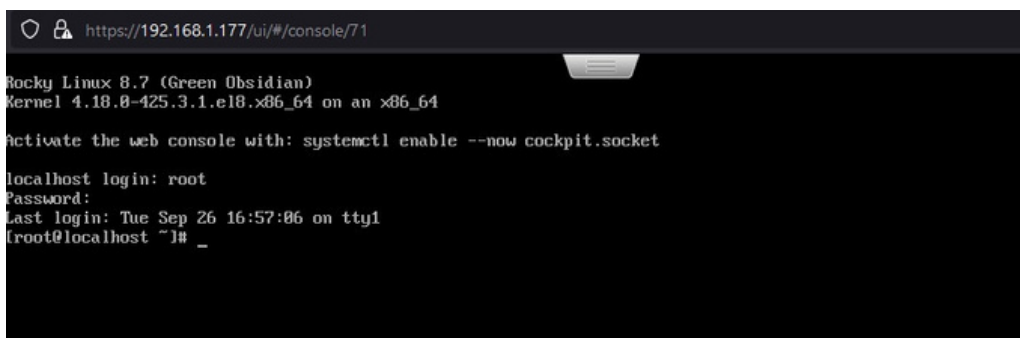 https://192.168.1.177/ui/#/console/71
Rocky Linux 8.7 (Green Obsidian)
Kernel 4.18.0-425.3.1.el8.x86_64 on an x86_64
Activate the web console with: systemctl enable --now cockpit.socket
localhost login: root
Password:
Last login: Tue Sep 26 16:57:06 on tty1
[root@localhost ~]# _